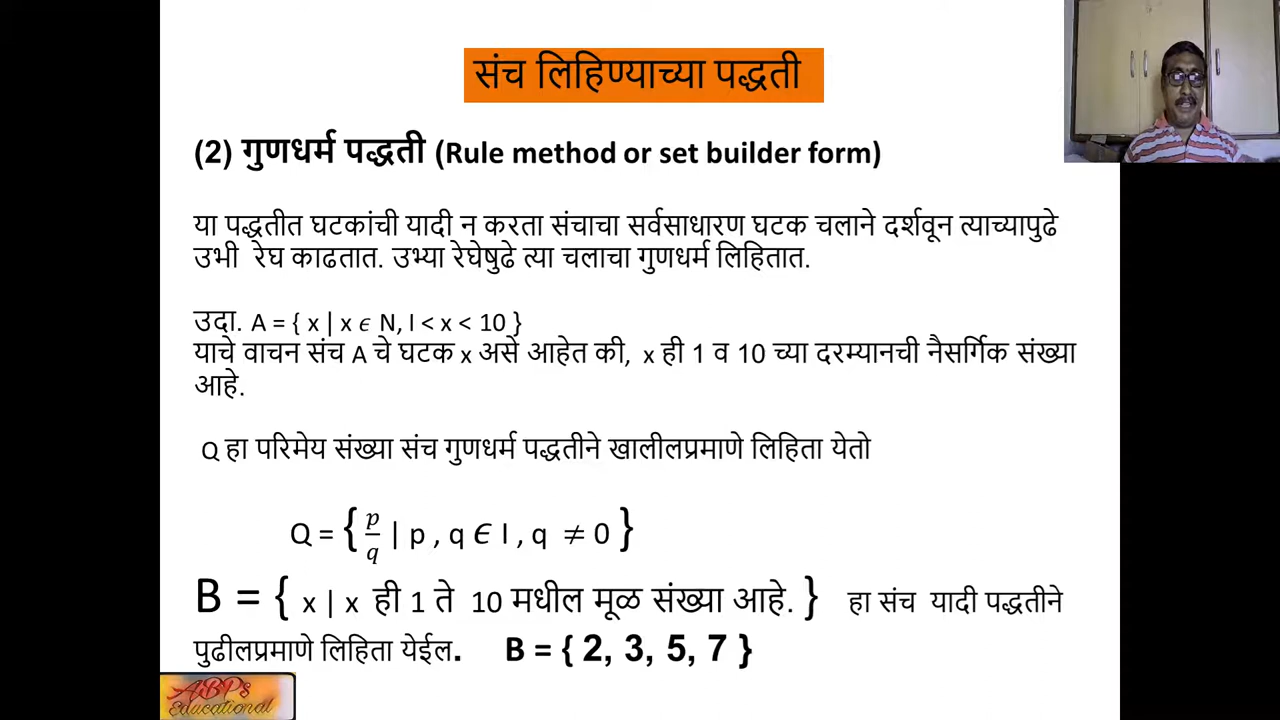 संच लिहिण्याच्या पद्धती
(2) गुणधर्म पद्धती (Rule method or set builder form)
या पद्धतीत घटकांची यादी न करता संचाचा सर्वसाधारण घटक चलाने दर्शवून त्याच्यापुढे
उभी रेघ काढतात. उभ्या रेघेषुढे त्या चलाचा गुणधर्म लिहितात.
उदा. A = { x | x ϵ N, I < x < 10 }
याचे वाचन संच A चे घटक x असे आहेत की, x ही 1 व 10 च्या दरम्यानची नैसर्गिक संख्या
आहे.
Q हा परिमेय संख्या संच गुणधर्म पद्धतीने खालीलप्रमाणे लिहिता येतो
Q = { p/q | p , q ϵ I , q ≠ 0 }
B = { x | x ही 1 ते 10 मधील मूळ संख्या आहे. } हा संच यादी पद्धतीने
पुढीलप्रमाणे लिहिता येईल. B = { 2, 3, 5, 7 }
ABPs
Educational